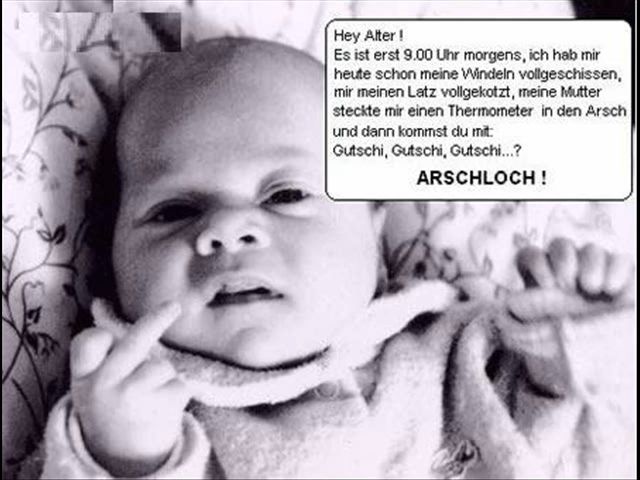 Hey Alter !
Es ist erst 9.00 Uhr morgens, ich hab mir
heute schon meine Windeln vollgeschissen,
mir meinen Latz vollgekotzt, meine Mutter
steckte mir einen Thermometer in den Arsch
und dann kommst du mit:
Gutschi, Gutschi, Gutschi...?
ARSCHLOCH !